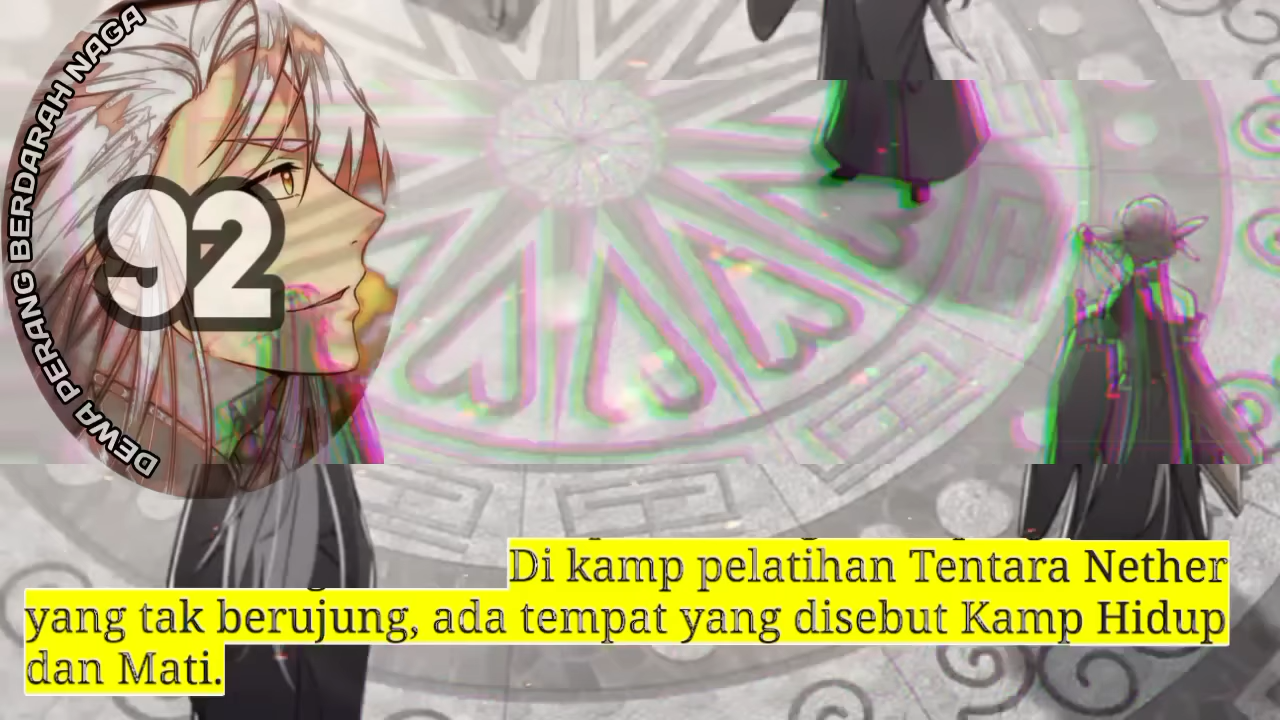 DEWA PERANG BERDARAH NAGA
92
Di kamp pelatihan Tentara Nether
yang tak berujung, ada tempat yang disebut Kamp Hidup
dan Mati.